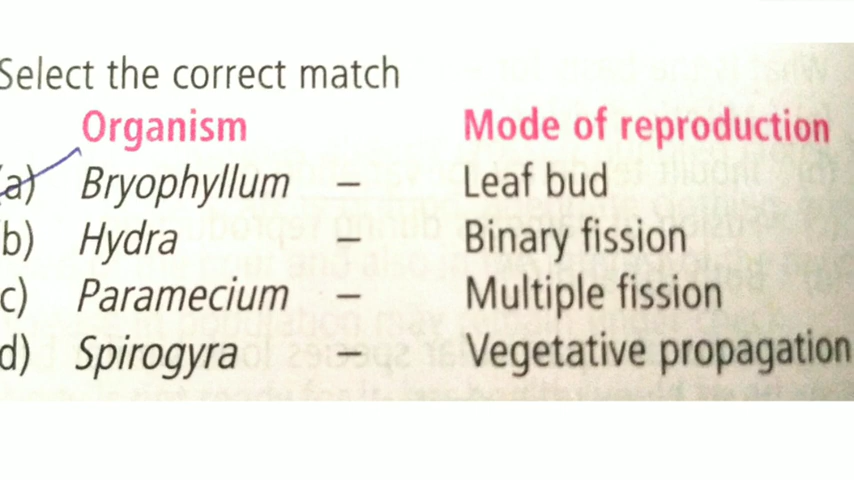 Select the correct match
Organism Mode of reproduction
(a) Bryophyllum – Leaf bud
b) Hydra – Binary fission
c) Paramecium – Multiple fission
d) Spirogyra – Vegetative propagation